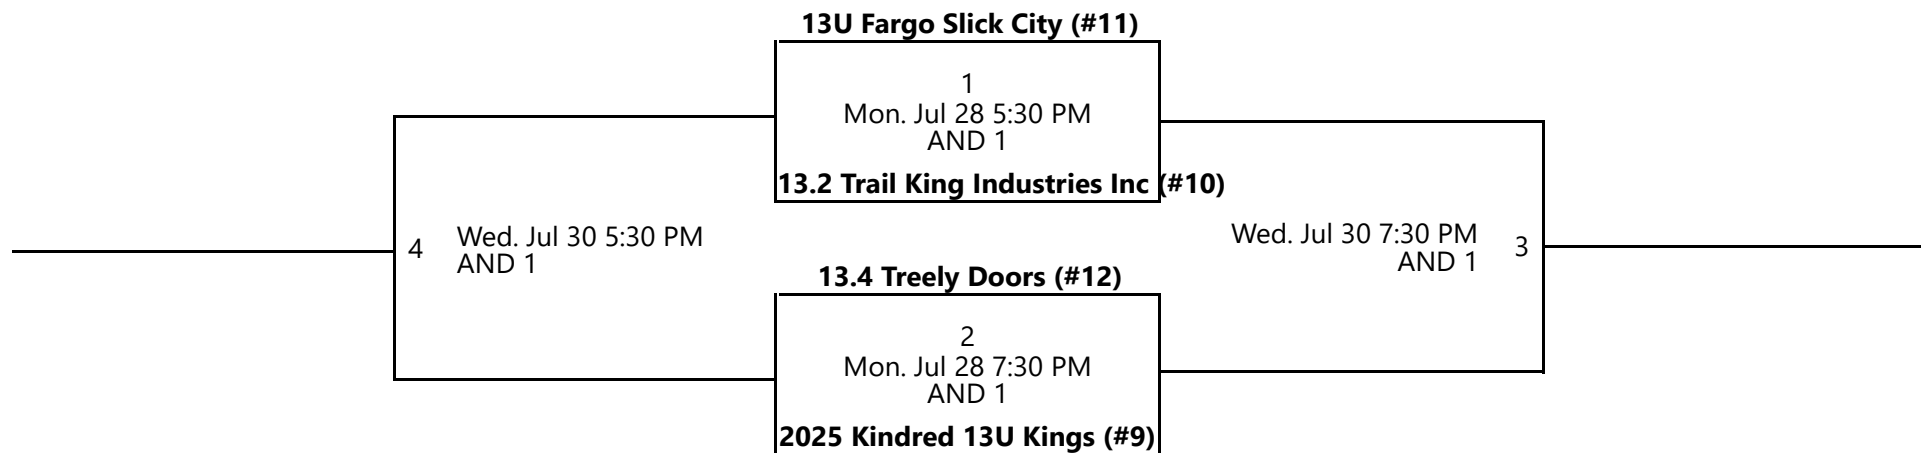 13U Fargo Slick City (#11)
1
Mon. Jul 28 5:30 PM
AND 1
13.2 Trail King Industries Inc (#10)
4
Wed. Jul 30 5:30 PM
AND 1
Wed. Jul 30 7:30 PM
AND 1
3
13.4 Treely Doors (#12)
2
Mon. Jul 28 7:30 PM
AND 1
2025 Kindred 13U Kings (#9)